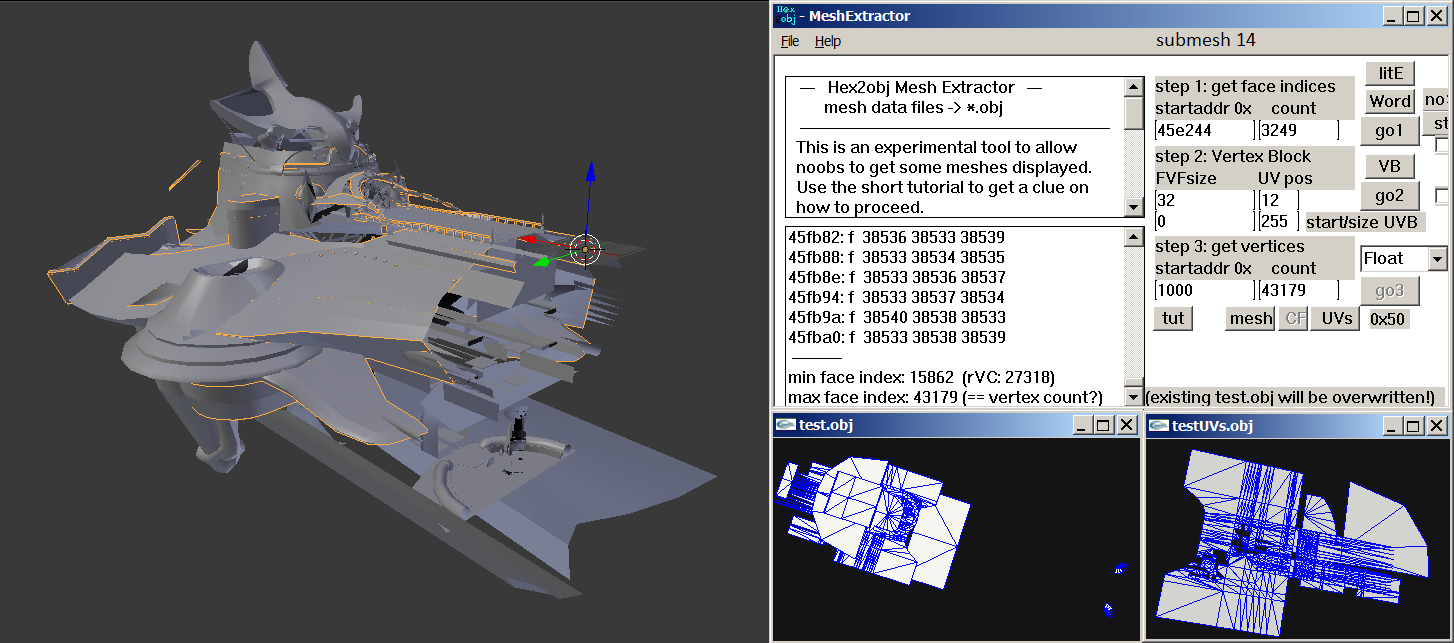 Hex
obj - MeshExtractor
File Help
submesh 14
— Hex2obj Mesh Extractor —
mesh data files -> *.obj
This is an experimental tool to allow
noobs to get some meshes displayed.
Use the short tutorial to get a clue on
how to proceed.
45fb82: f 38536 38533 38539
45fb88: f 38533 38534 38535
45fb8e: f 38533 38536 38537
45fb94: f 38533 38537 38534
45fb9a: f 38540 38538 38533
45fba0: f 38533 38538 38539
min face index: 15862 (rVC: 27318)
max face index: 43179 (== vertex count?)
step 1: get face indices
startaddr 0x count
45e244 3249
step 2: Vertex Block
FVFsize UV pos
32 12
0 255 start/size UVB
step 3: get vertices
startaddr 0x count
1000 43179
tut mesh CF UVs 0x50
litE
Word
no
st
go1
VB
go2
Float
go3
(existing test.obj will be overwritten!)
test.obj
testUVs.obj